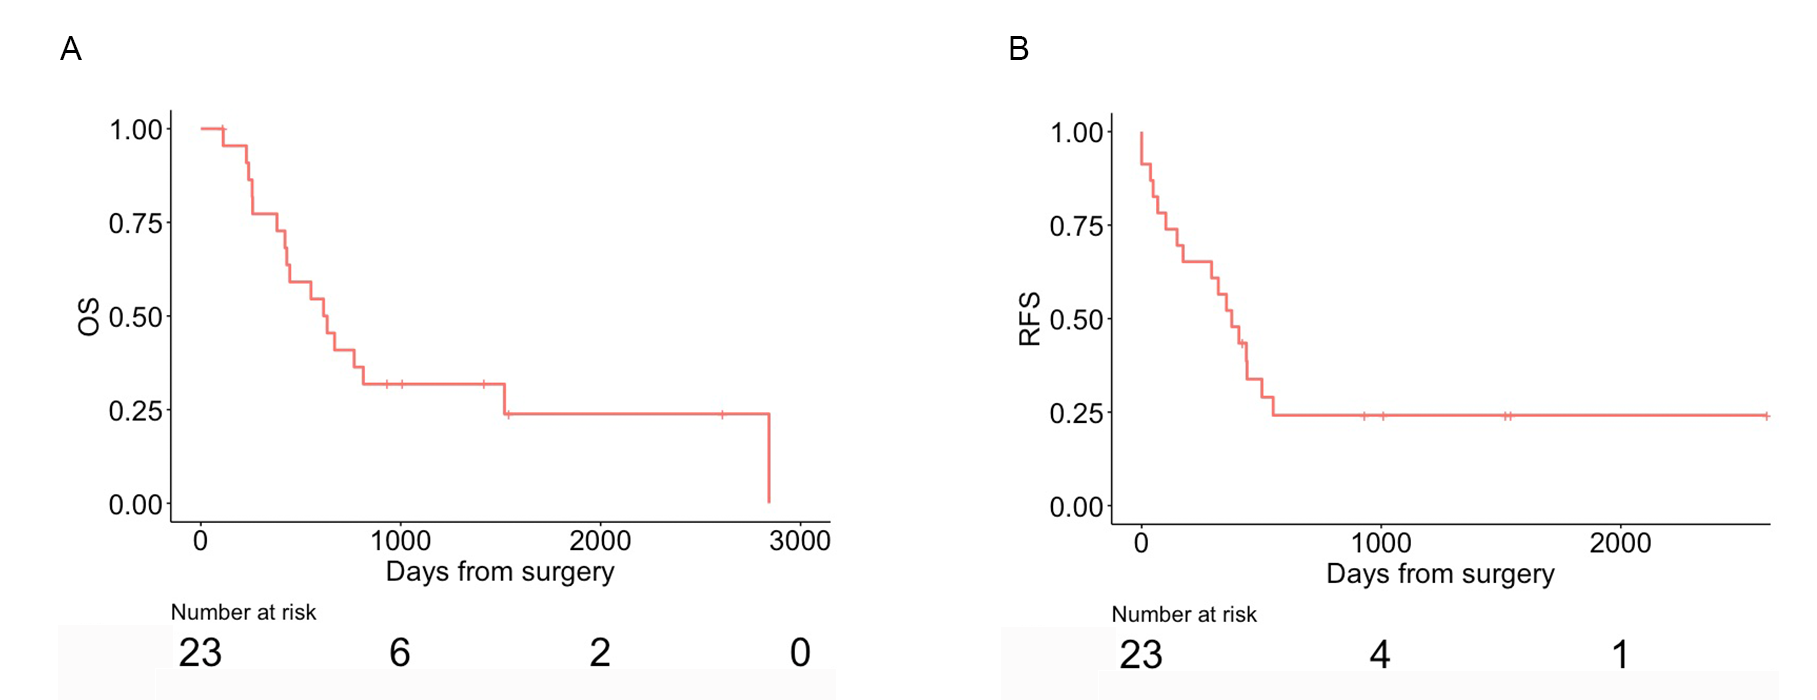 A
1.00
0.75
0.50
0.25
0.00
OS
0 1000 2000 3000
Days from surgery
Number at risk
23 6 2 0
B
1.00
0.75
0.50
0.25
0.00
RFS
0 1000 2000
Days from surgery
Number at risk
23 4 1